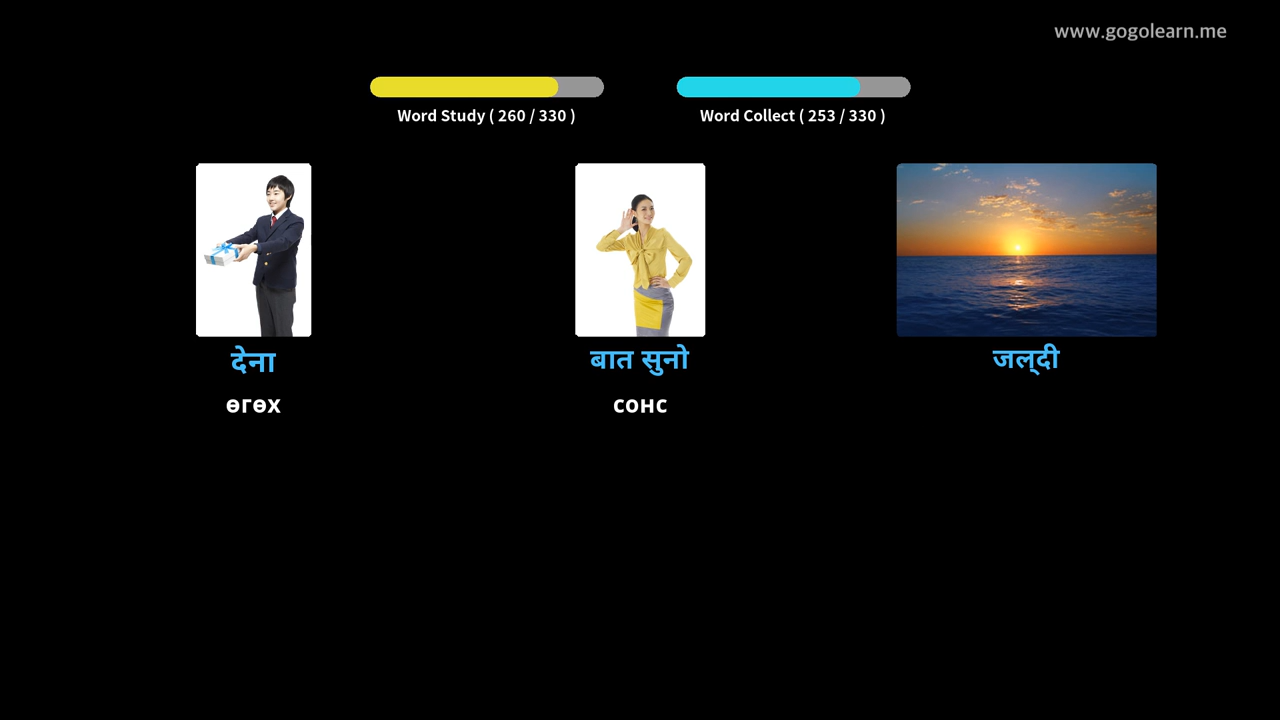 www.gogolearn.me
Word Study ( 260 / 330 )
Word Collect ( 253 / 330 )
देना
बात सुनो
जल्‍दी
өгөх
сонс